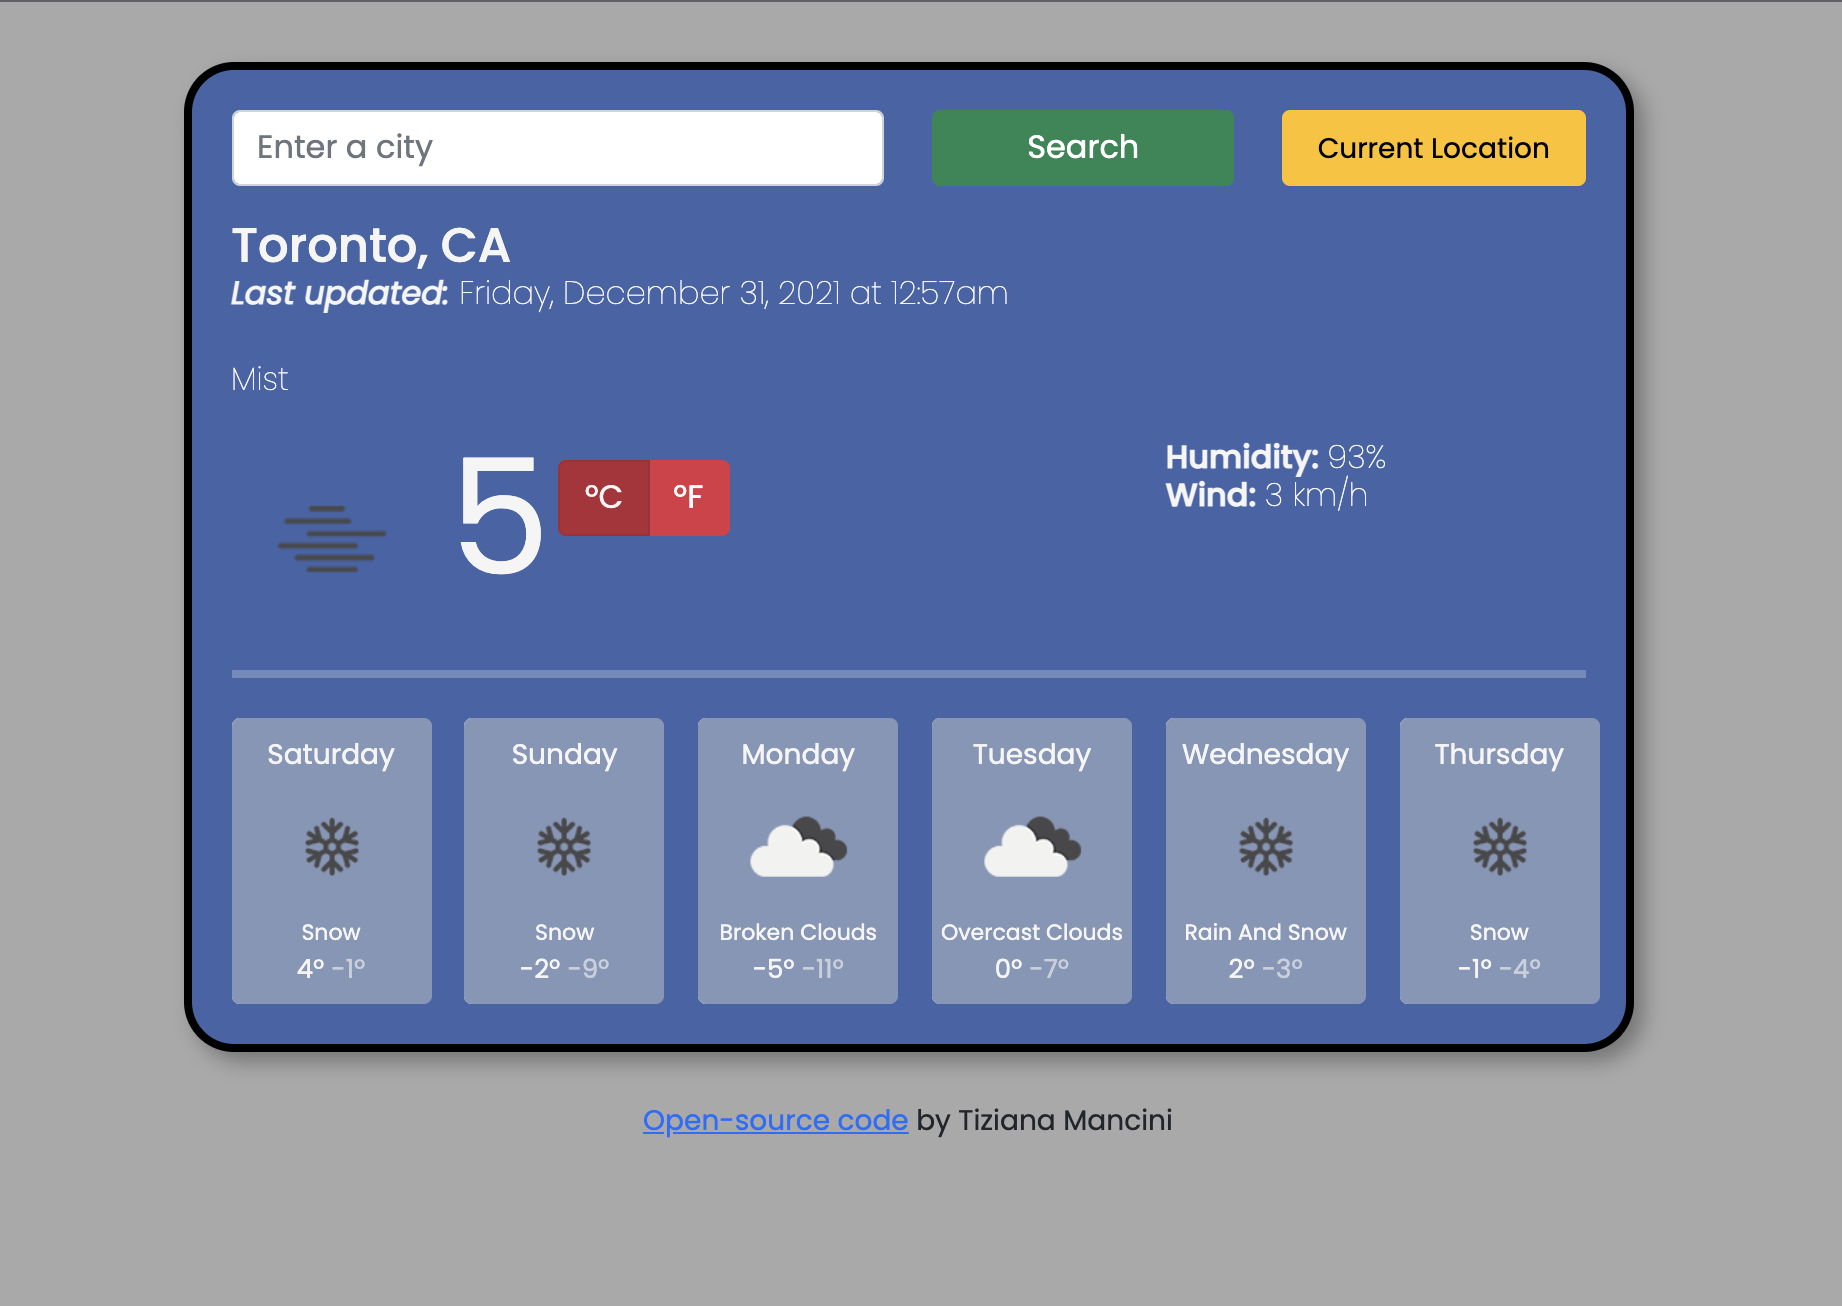 Enter a city
Search
Current Location
Toronto, CA
Last updated: Friday, December 31, 2021 at 12:57am
Mist
5 °C °F
Humidity: 93%
Wind: 3 km/h
Saturday
Snow
4° -1°
Sunday
Snow
-2° -9°
Monday
Broken Clouds
-5° -11°
Tuesday
Overcast Clouds
0° -7°
Wednesday
Rain And Snow
2° -3°
Thursday
Snow
-1° -4°
Open-source code by Tiziana Mancini